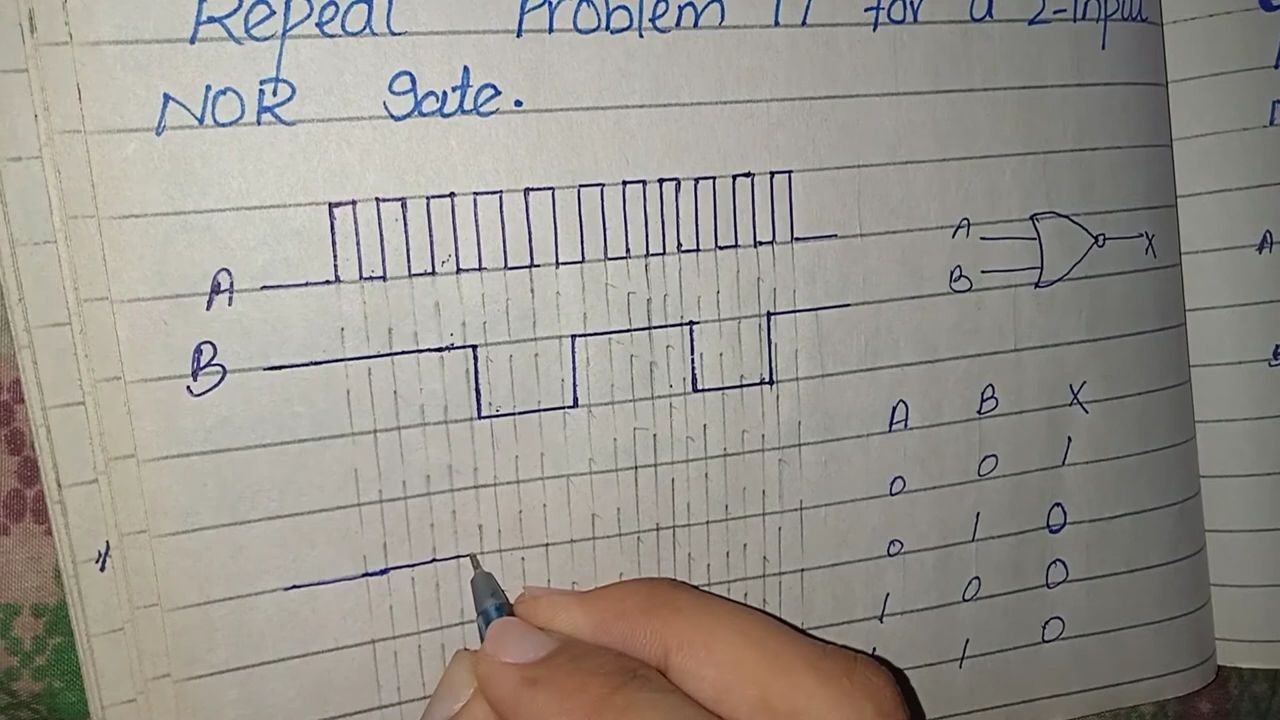 Repeat Problem 17 for a 2-input
NOR gate.
A
B
A
B
X
A B X
0 0 1
0 1 0
1 0 0
1 1 0
A